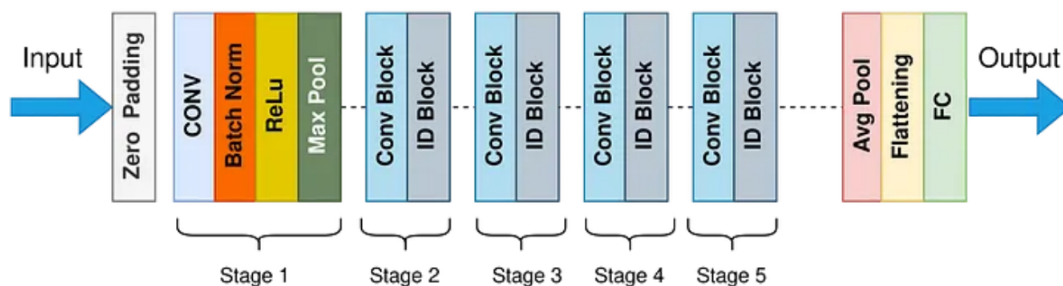 Input
Zero Padding
CONV
Batch Norm
ReLu
Max Pool
Conv Block
ID Block
Conv Block
ID Block
Conv Block
ID Block
Conv Block
ID Block
Avg Pool
Flattening
FC
Output
Stage 1
Stage 2
Stage 3
Stage 4
Stage 5